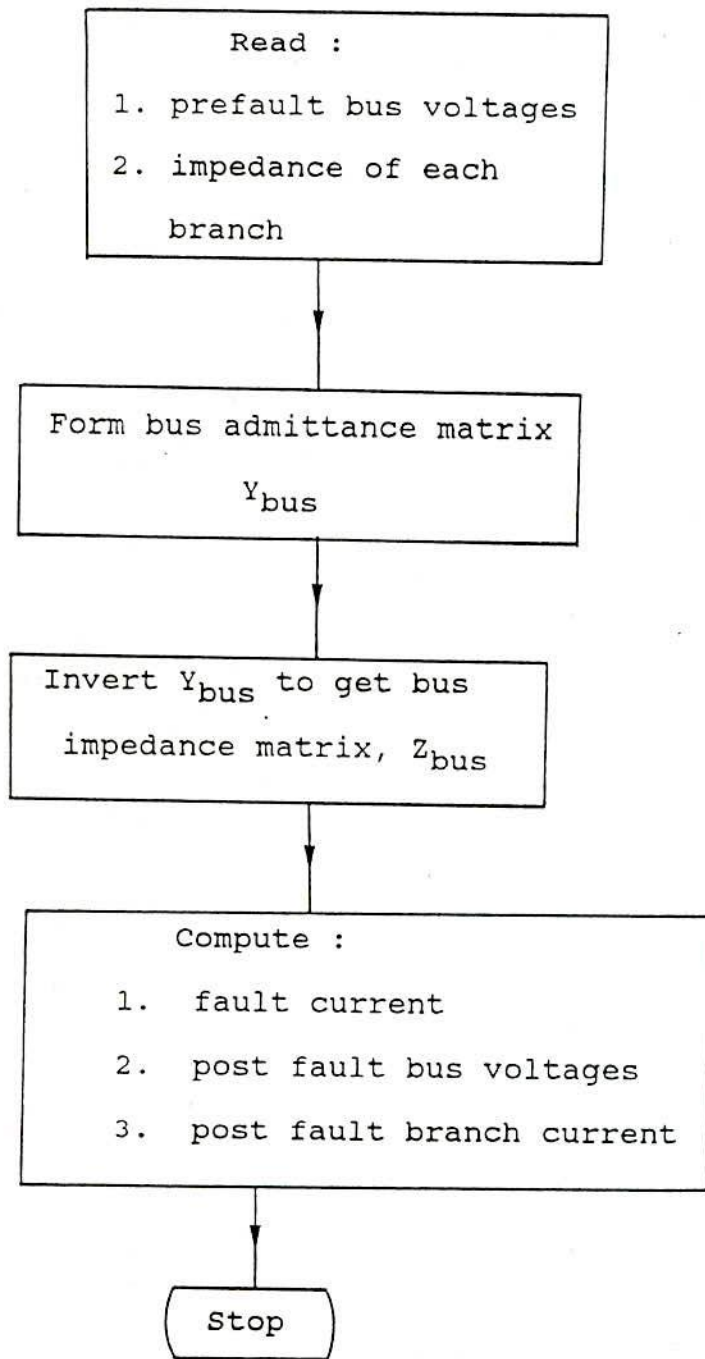 Read :
1. prefault bus voltages
2. impedance of each
branch
Form bus admittance matrix
Ybus
Invert Ybus to get bus
impedance matrix, Zbus
Compute :
1. fault current
2. post fault bus voltages
3. post fault branch current
Stop